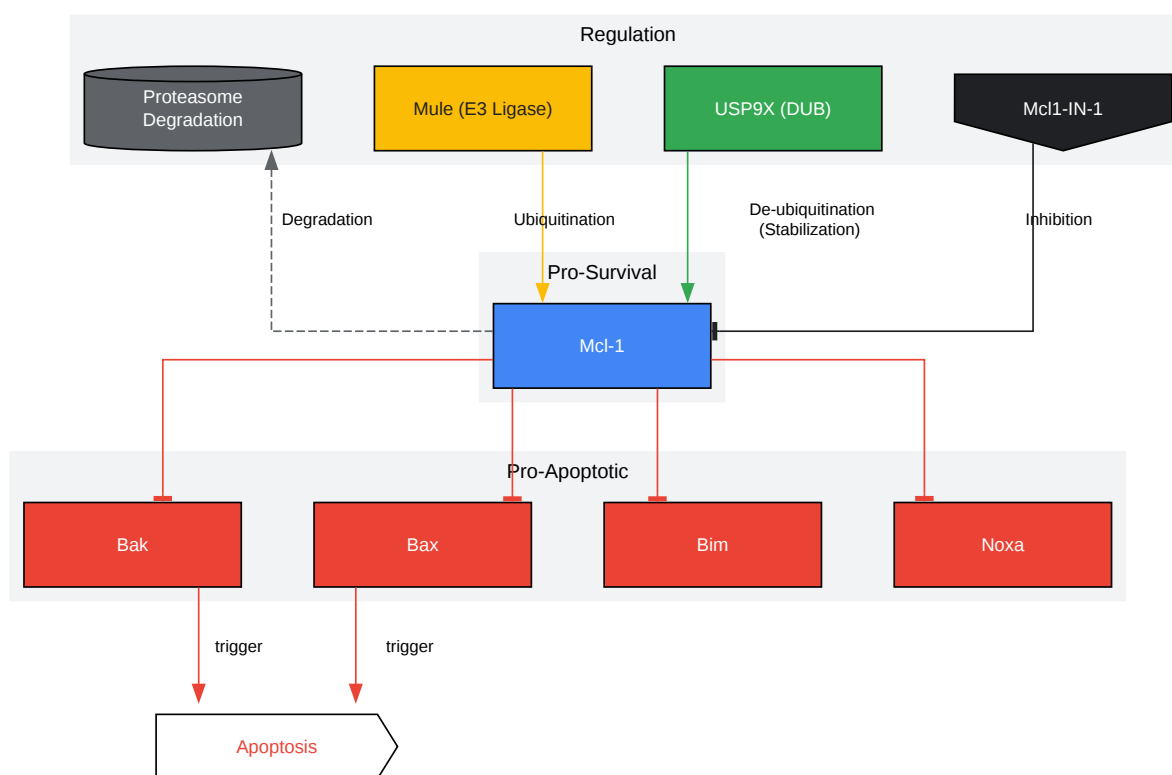 Regulation
Proteasome
Degradation
Mule (E3 Ligase)
USP9X (DUB)
Mcl1-IN-1
Degradation
Ubiquitination
De-ubiquitination
(Stabilization)
Inhibition
Pro-Survival
Mcl-1
Pro-Apoptotic
Bak
Bax
Bim
Noxa
trigger
trigger
Apoptosis